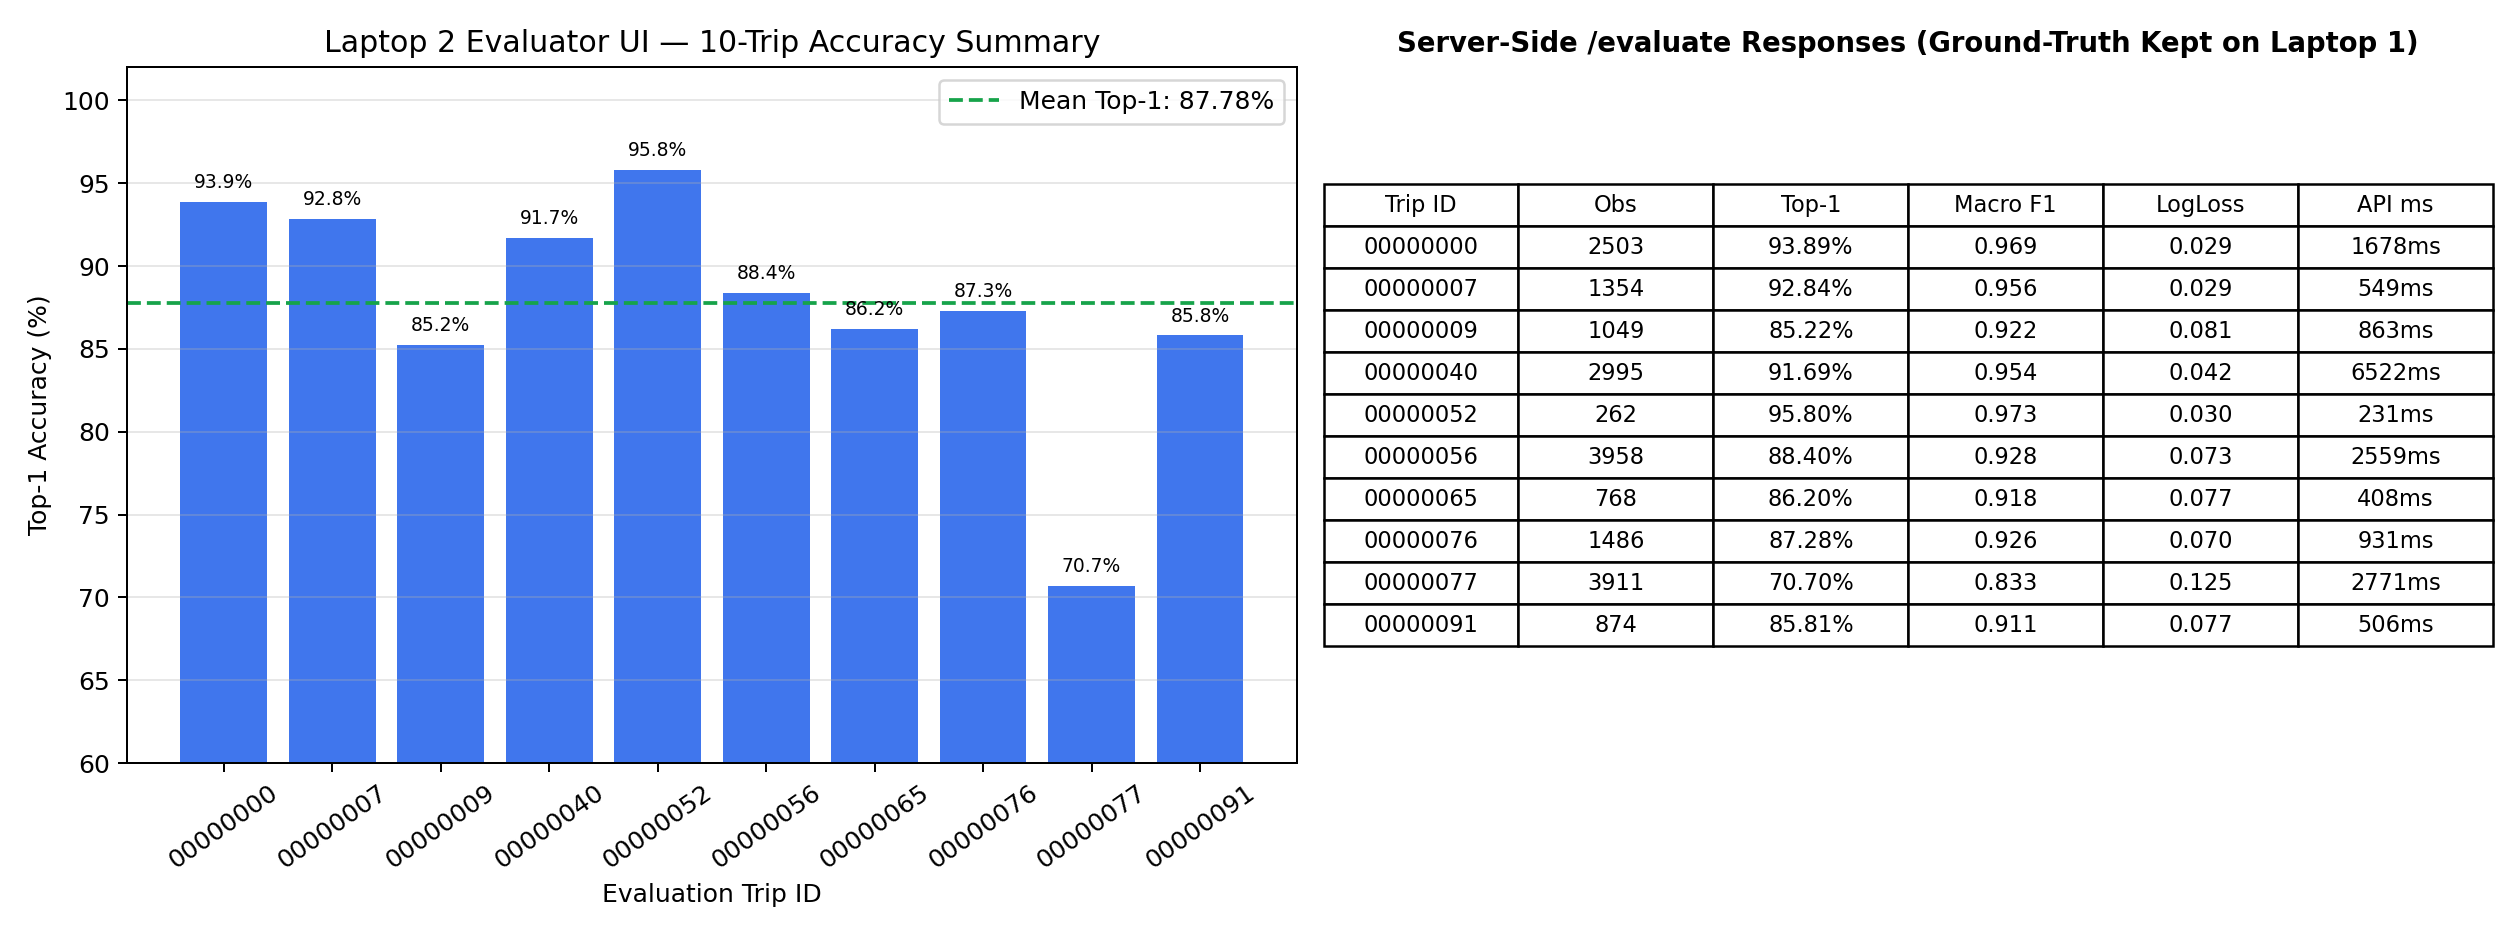 Laptop 2 Evaluator UI — 10-Trip Accuracy Summary
Mean Top-1: 87.78%
Top-1 Accuracy (%)
100
95
90
85
80
75
70
65
60
93.9%
92.8%
85.2%
91.7%
95.8%
88.4%
86.2%
87.3%
70.7%
85.8%
00000000
00000007
00000009
00000040
00000052
00000056
00000065
00000076
00000077
00000091
Evaluation Trip ID
Server-Side /evaluate Responses (Ground-Truth Kept on Laptop 1)
Trip ID Obs Top-1 Macro F1 LogLoss API ms
00000000 2503 93.89% 0.969 0.029 1678ms
00000007 1354 92.84% 0.956 0.029 549ms
00000009 1049 85.22% 0.922 0.081 863ms
00000040 2995 91.69% 0.954 0.042 6522ms
00000052 262 95.80% 0.973 0.030 231ms
00000056 3958 88.40% 0.928 0.073 2559ms
00000065 768 86.20% 0.918 0.077 408ms
00000076 1486 87.28% 0.926 0.070 931ms
00000077 3911 70.70% 0.833 0.125 2771ms
00000091 874 85.81% 0.911 0.077 506ms